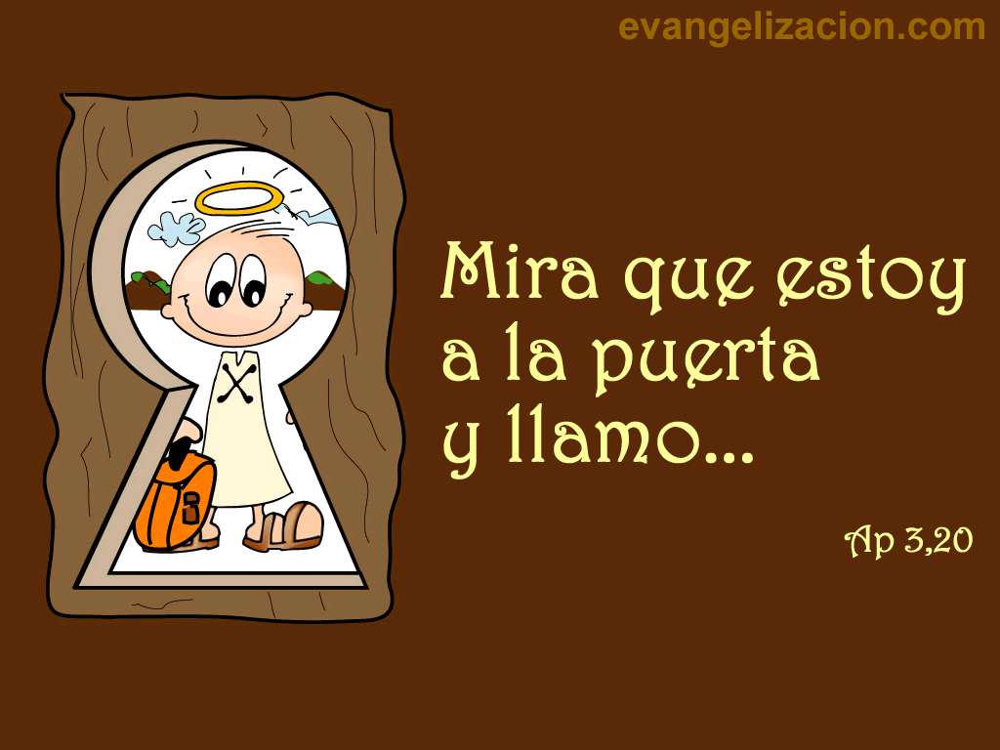 evangelizacion.com
Mira que estoy
a la puerta
y llamo...
Ap 3,20